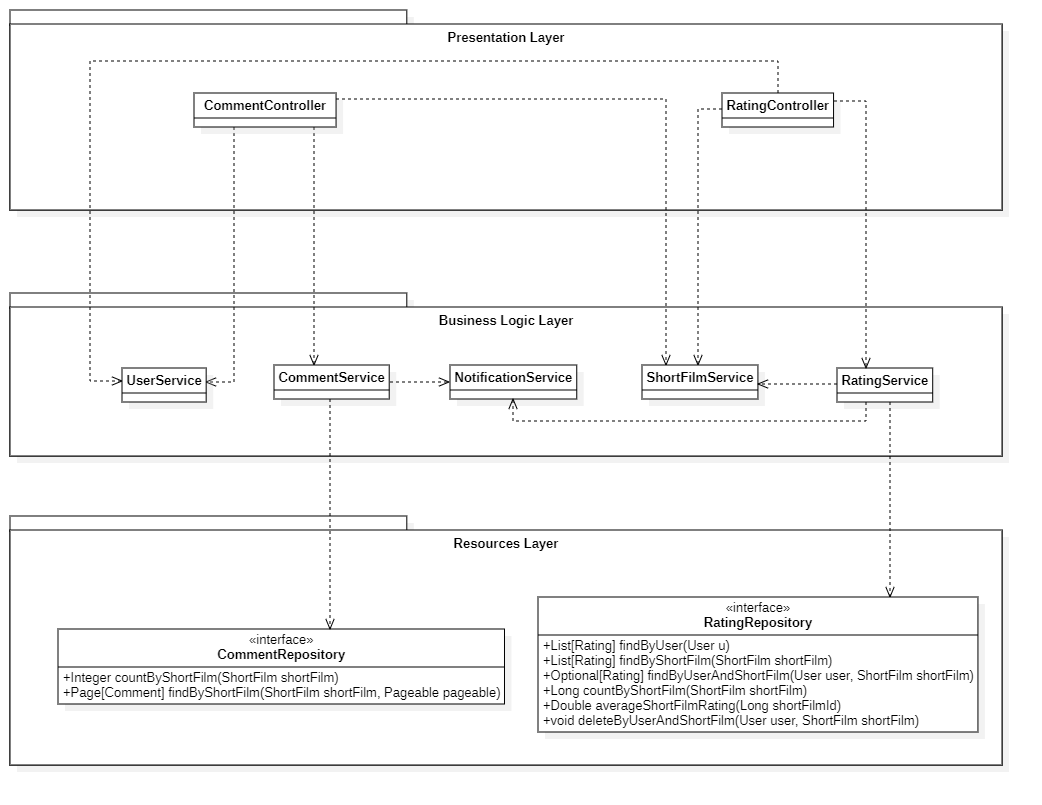 Presentation Layer
CommentController
RatingController
Business Logic Layer
UserService
CommentService
NotificationService
ShortFilmService
RatingService
Resources Layer
«interface»
CommentRepository
+Integer countByShortFilm(ShortFilm shortFilm)
+Page[Comment] findByShortFilm(ShortFilm shortFilm, Pageable pageable)
«interface»
RatingRepository
+List[Rating] findByUser(User u)
+List[Rating] findByShortFilm(ShortFilm shortFilm)
+Optional[Rating] findByUserAndShortFilm(User user, ShortFilm shortFilm)
+Long countByShortFilm(ShortFilm shortFilm)
+Double averageShortFilmRating(Long shortFilmId)
+void deleteByUserAndShortFilm(User user, ShortFilm shortFilm)